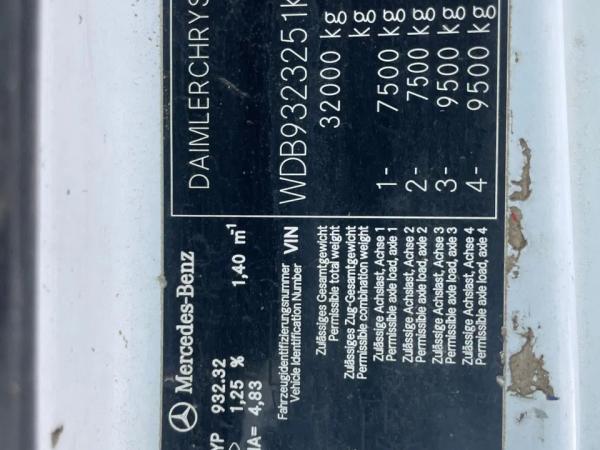 DAIMLERCHRYS
Mercedes-Benz
YP 932.32
1,25 % 1,40 m-1
IA= 4,83
Fahrzeugidentifizierungsnummer
Vehicle Identification Number VIN WDB9323251K
Zulässiges Gesamtgewicht
Permissible total weight 32000 kg
Zulässiges Zug-Gesamtgewicht
Permissible combination weight kg
Zulässige Achslast, Achse 1
Permissible axle load, axle 1 1- 7500 kg
Zulässige Achslast, Achse 2
Permissible axle load, axle 2 2- 7500 kg
Zulässige Achslast, Achse 3
Permissible axle load, axle 3 3- 9500 kg
Zulässige Achslast, Achse 4
Permissible axle load, axle 4 4- 9500 kg